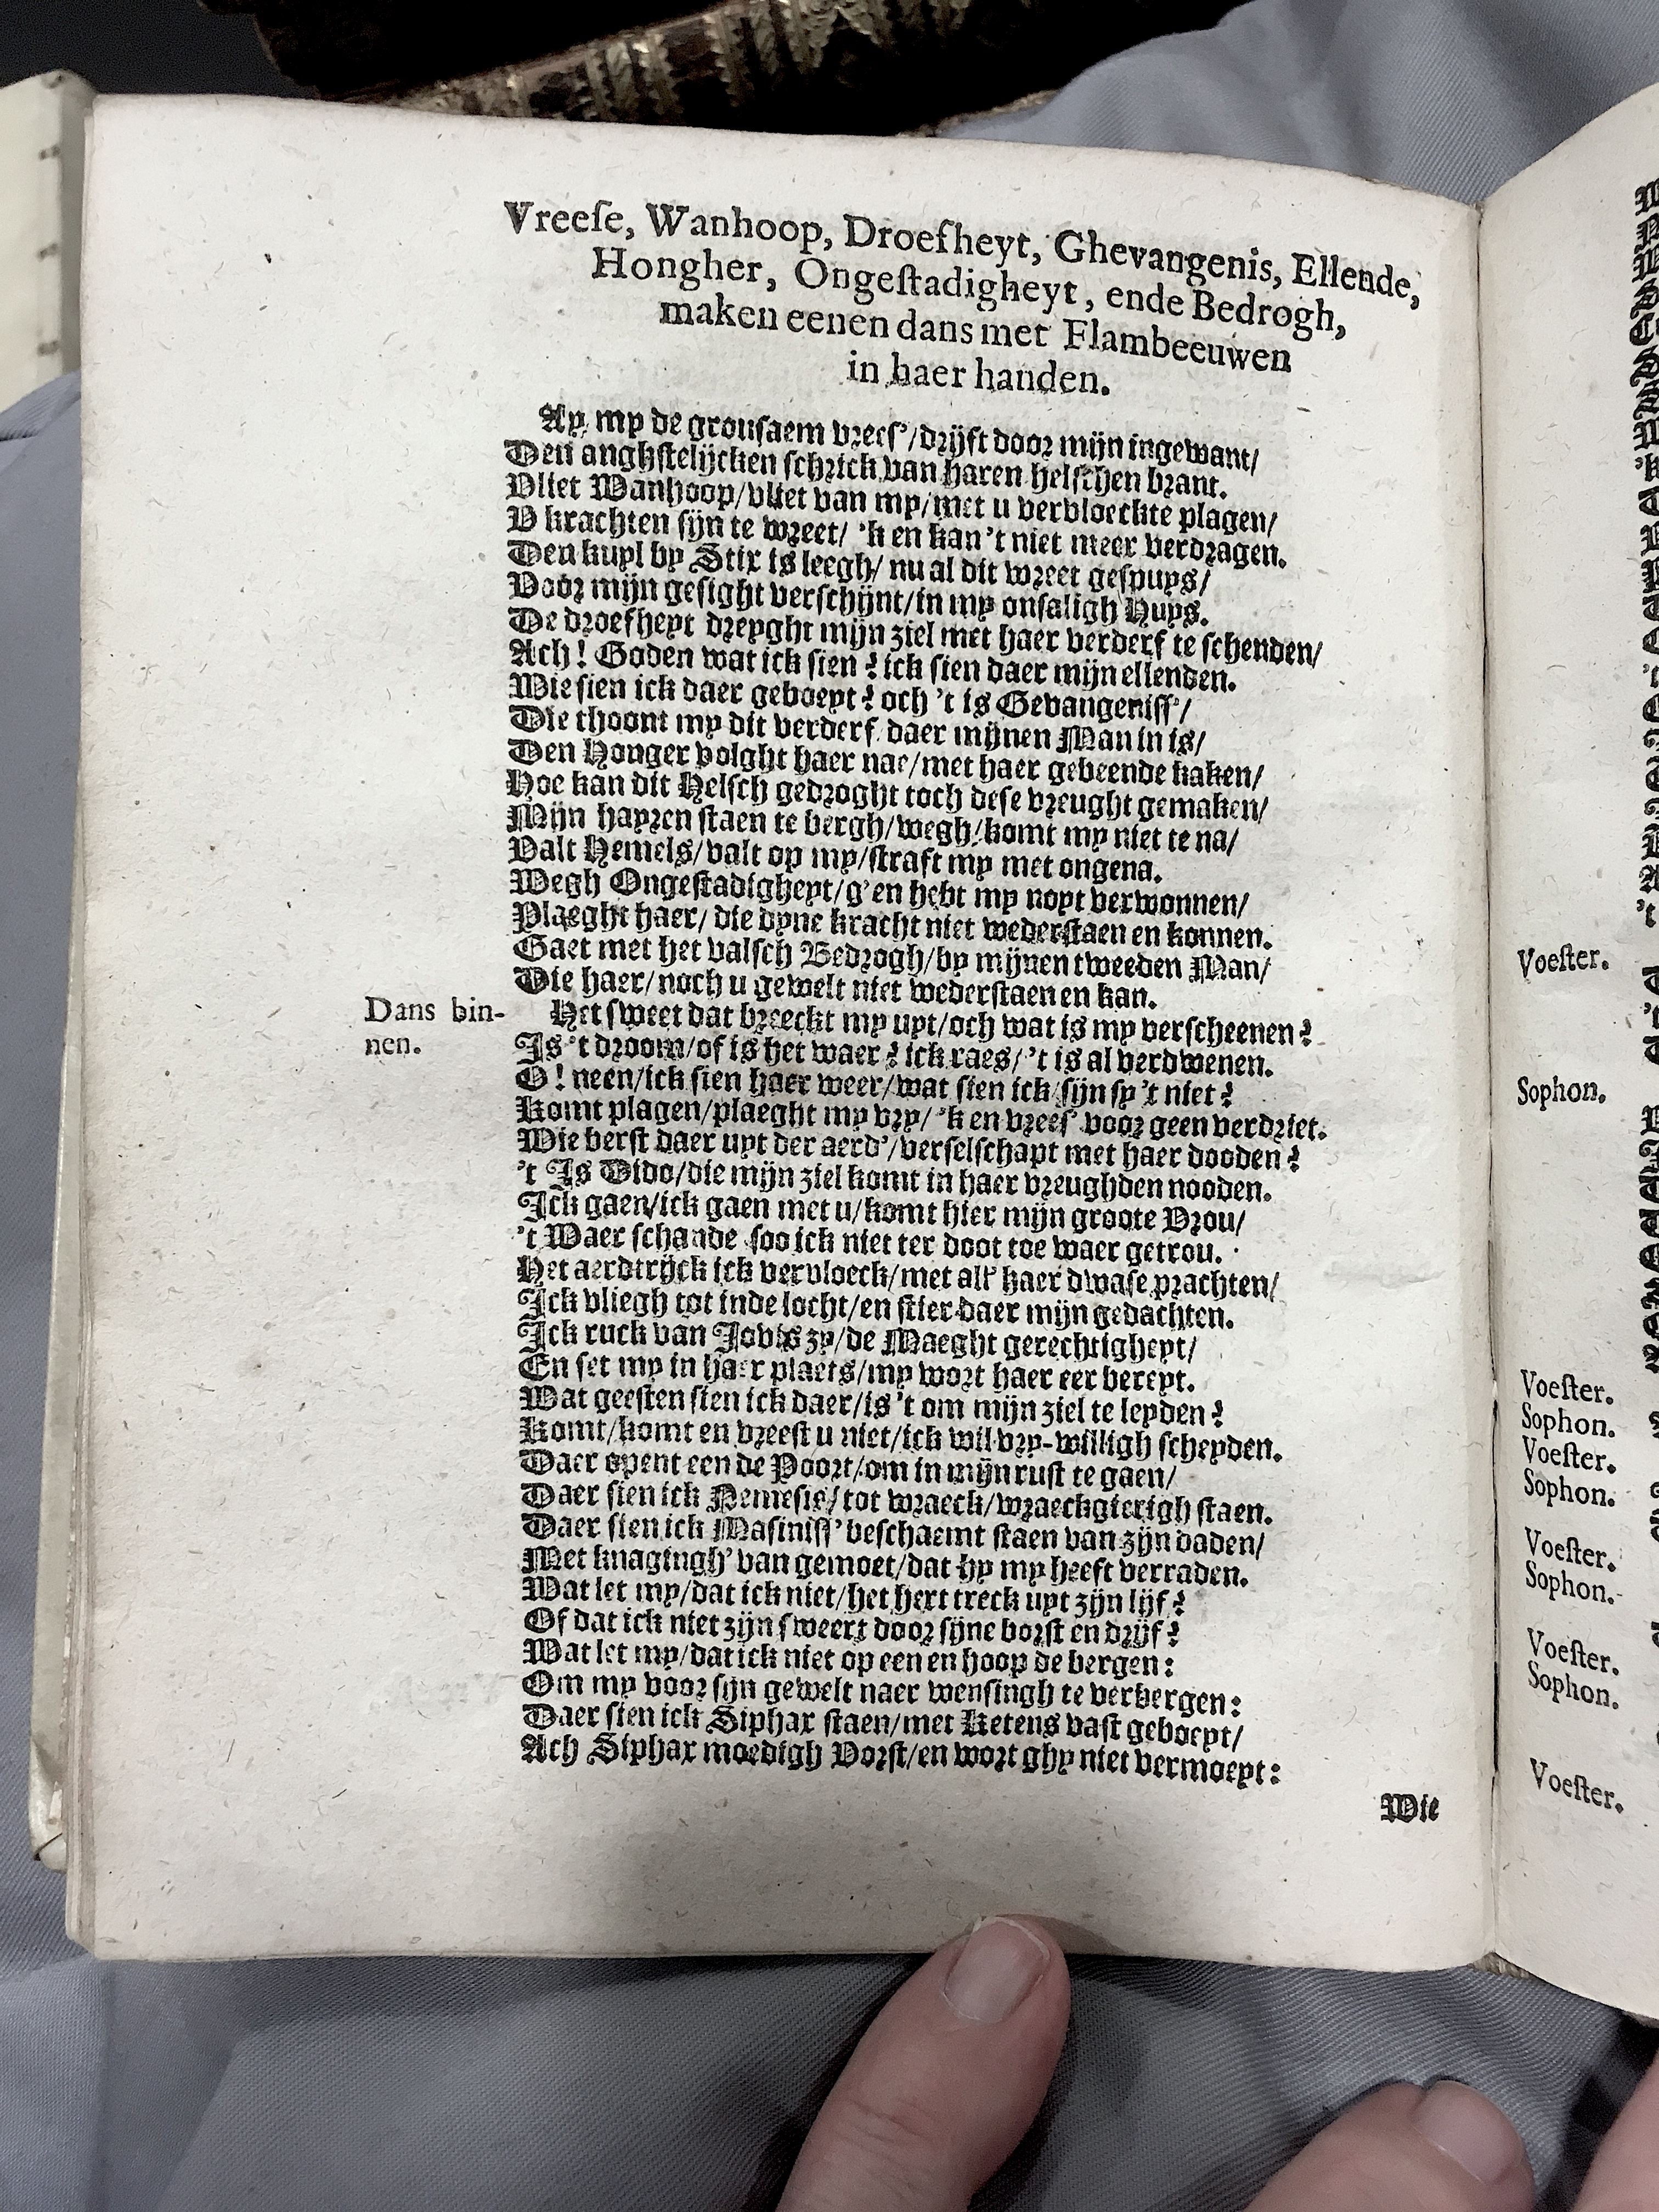 Vreeſe, Wanhoop, Droefheyt, Ghevangenis, Ellende,
Hongher, Ongeſtadigheyt, ende Bedrogh,
maken eenen dans met Flambeeuwen
in haer handen.
Ay my de grouſaem vreeſ'/drijft door mijn ingewant/
Den anghſtelijcken ſchrick van haren helſchen brant.
Vliet Wanhoop/vliet van my/met u vervloeckte plagen/
V krachten ſijn te wreet/ 'k en kan 't niet meer verdragen.
Den kuyl by Stix is leegh/ nu al dit wreet geſpuys/
Voor mijn geſight verſchijnt/in my onſaligh Huys.
De droefheyt dreyght mijn ziel met haer verderf te ſchenden/
Ach! Goden wat ick ſien? ick ſien daer mijn ellenden.
Wie ſien ick daer geboeyt? och 't is Gevangeniſſ'/
Die thoont my dit verderf daer mijnen Man in is/
Den Honger volght haer nae/met haer gebeende kaken/
Hoe kan dit Helſch gedroght toch deſe vreught gemaken/
Mijn hayren ſtaen te bergh/wegh/komt my niet te na/
Valt Hemels/valt op my/ſtraft my met ongena.
Wegh Ongeſtadigheyt/g'en hebt my noyt verwonnen/
Plaeght haer/ die dyne kracht niet wederſtaen en konnen.
Gaet met het valſch Bedrogh/by mijnen tweeden Man/
Die haer/noch u gewelt niet wederſtaen en kan.
Dans bin-
nen.
Het ſweet dat breeckt my uyt/och wat is my verſcheenen?
Is 't droom/of is het waer? ick raes/'t is al verdwenen.
O! neen/ick ſien haer weer/wat ſien ick/ſijn ſy 't niet?
Komt plagen/plaeght my vry/ 'k en vreeſ' voor geen verdriet.
Wie berſt daer uyt der aerd'/verſelſchapt met haer dooden?
't Is Dido/die mijn ziel komt in haer vreughden nooden.
Ick gaen/ick gaen met u/komt hier mijn groote Vrou/
't Waer ſchande ſoo ick niet ter doot toe waer getrou.
Het aerdtrijck ick vervloeck/met all' haer dwaſe prachten/
Ick vliegh tot inde locht/en ſtier daer mijn gedachten.
Ick ruck van Jovis zy/de Maeght gerechtigheyt/
En ſet my in haer plaets/my wort haer eer bereyt.
Wat geeſten ſien ick daer/is 't om mijn ziel te leyden?
Komt/komt en vreeſt u niet/ick wil vry-willigh ſcheyden.
Daer opent een de Poort/om in mijn ruſt te gaen/
Daer ſien ick Nemeſis/tot wraeck/wraeckgierigh ſtaen.
Daer ſien ick Maſiniſſ' beſchaemt ſtaen van zijn daden/
Met knagingh' van gemoet/dat hy my heeft verraden.
Wat let my/dat ick niet/het hert treck uyt zijn lijf?
Of dat ick niet zijn ſweert door ſijne borſt en drijf?
Wat let my/dat ick niet op een en hoop de bergen:
Om my voor ſijn gewelt naer wenſingh te verbergen:
Daer ſien ick Siphax ſtaen/met Ketens vaſt geboeyt/
Ach Siphax moedigh Vorſt/en wort ghy niet vermoeyt:
Wie
Voeſter.
Sophon.
Voeſter.
Sophon.
Voeſter.
Sophon.
Voeſter.
Sophon.
Voeſter.
Sophon.
Voeſter.